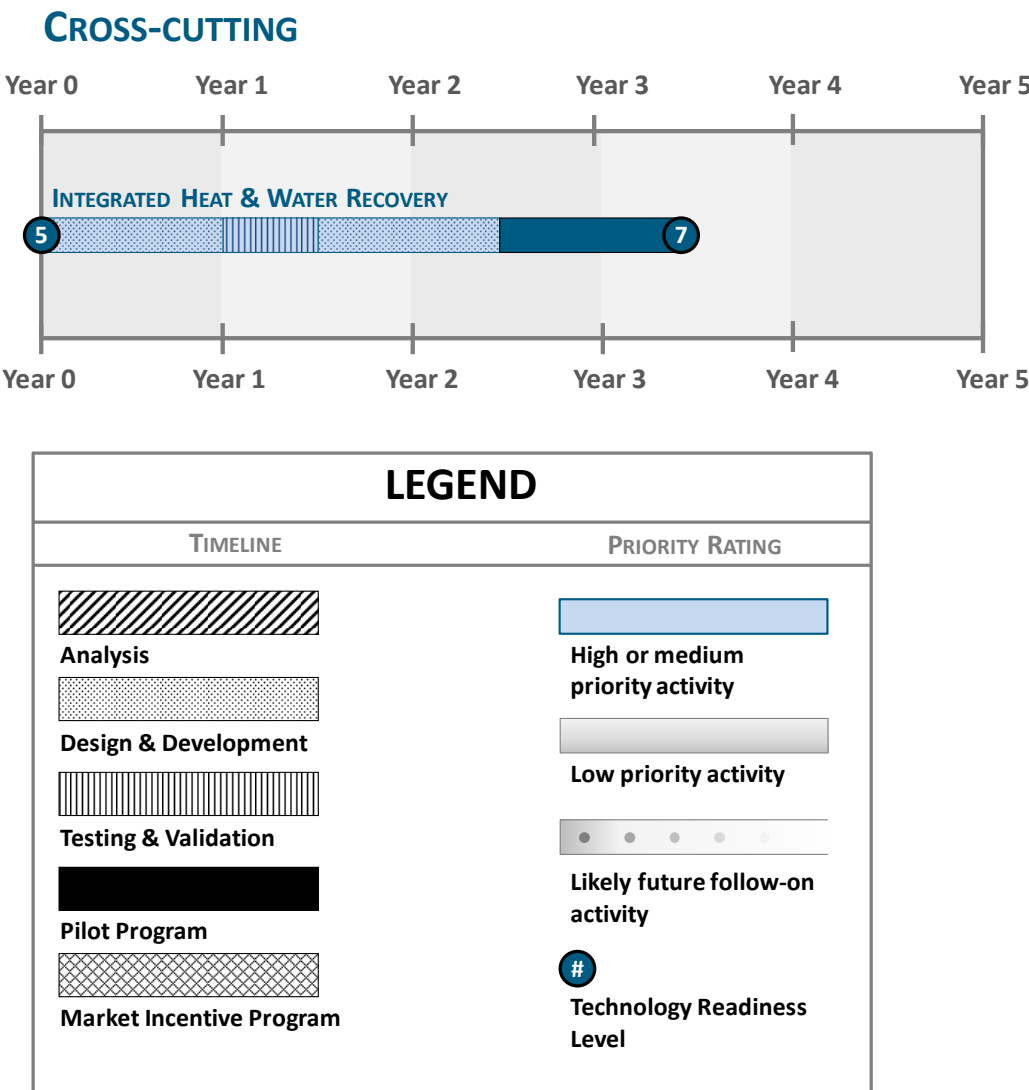 CROSS-CUTTING
Year 0 Year 1 Year 2 Year 3 Year 4 Year 5
INTEGRATED HEAT & WATER RECOVERY
5 7
Year 0 Year 1 Year 2 Year 3 Year 4 Year 5
LEGEND
TIMELINE PRIORITY RATING
Analysis
Design & Development
Testing & Validation
Pilot Program
Market Incentive Program
High or medium
priority activity
Low priority activity
Likely future follow-on
activity
#
Technology Readiness
Level